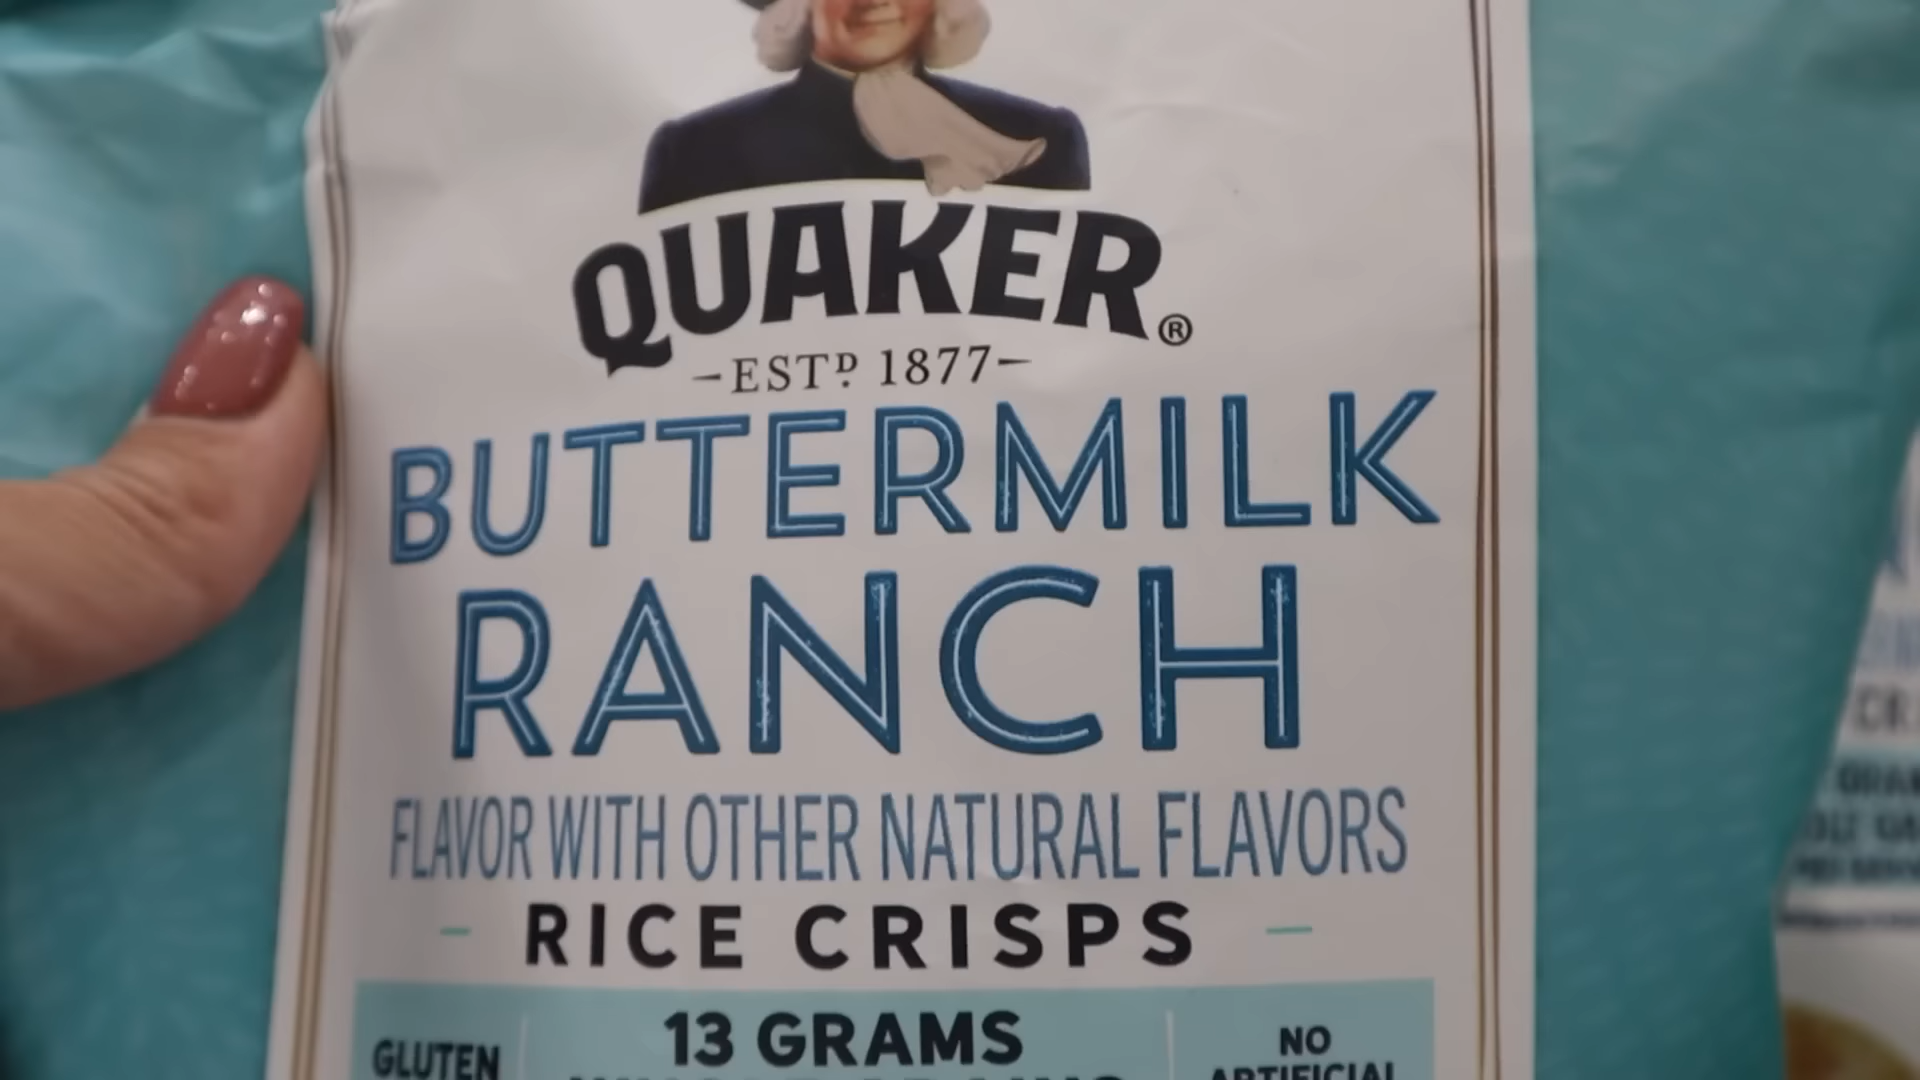 QUAKER®
-ESTD. 1877-
BUTTERMILK
RANCH
FLAVOR WITH OTHER NATURAL FLAVORS
- RICE CRISPS -
GLUTEN
13 GRAMS
NO
ARTIFICIAL